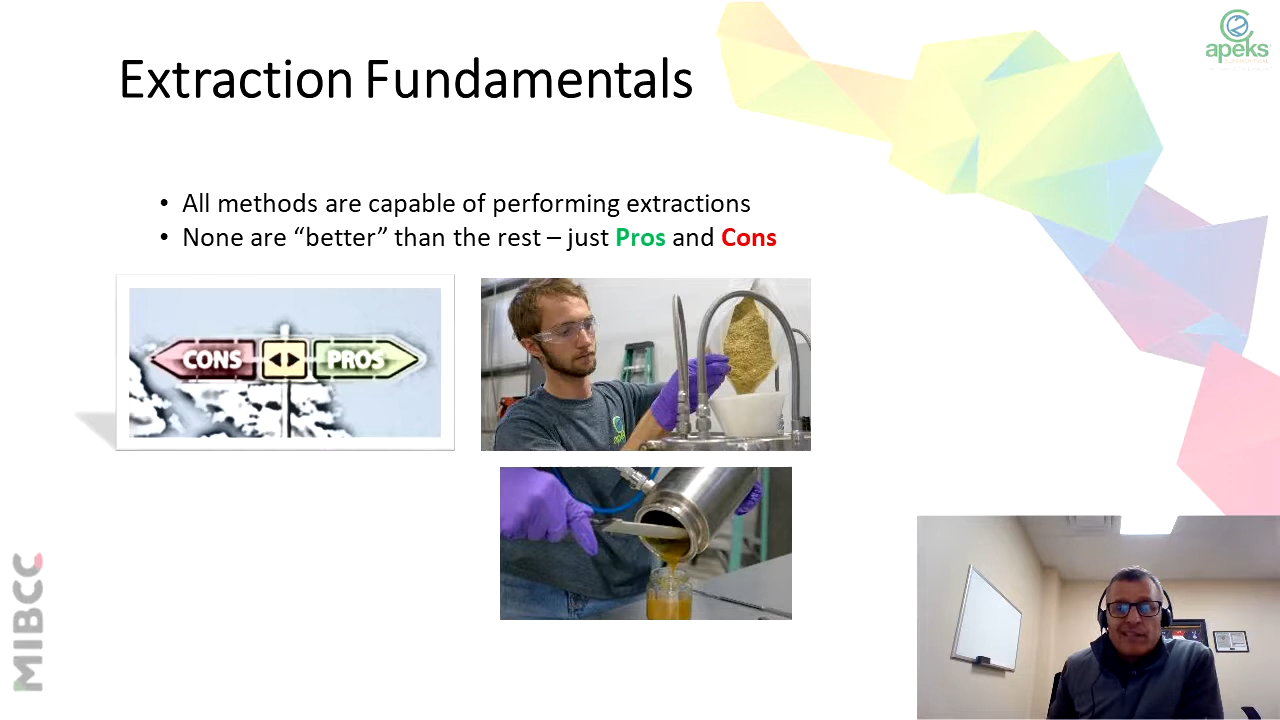 apeks
Extraction Fundamentals
• All methods are capable of performing extractions
• None are “better” than the rest – just Pros and Cons
CONS
PROS
MIBCC